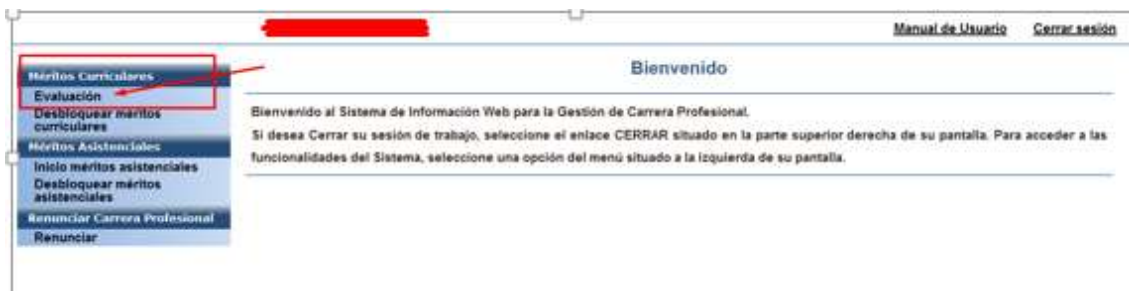 Manual de Usuario Cerrar sesión
Méritos Curriculares
Evaluación
Desbloquear méritos
curriculares
Méritos Asistenciales
Inicio méritos asistenciales
Desbloquear méritos
asistenciales
Renunciar Carrera Profesional
Renunciar
Bienvenido
Bienvenido al Sistema de Información Web para la Gestión de Carrera Profesional.
Si desea Cerrar su sesión de trabajo, seleccione el enlace CERRAR situado en la parte superior derecha de su pantalla. Para acceder a las
funcionalidades del Sistema, seleccione una opción del menú situado a la izquierda de su pantalla.